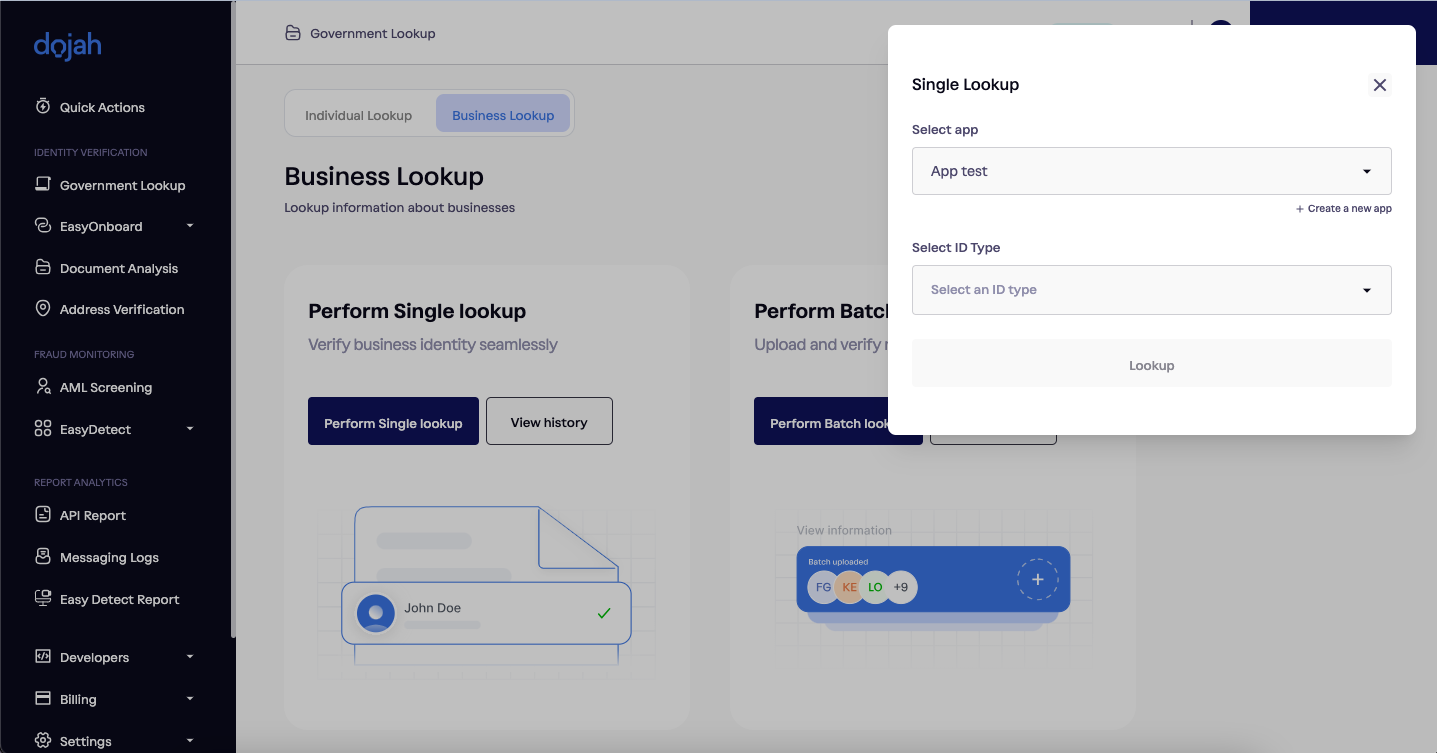 dojah
Quick Actions
IDENTITY VERIFICATION
Government Lookup
EasyOnboard
Document Analysis
Address Verification
FRAUD MONITORING
AML Screening
EasyDetect
REPORT ANALYTICS
API Report
Messaging Logs
Easy Detect Report
Developers
Billing
Settings
Government Lookup
Individual Lookup
Business Lookup
Business Lookup
Lookup information about businesses
Perform Single lookup
Verify business identity seamlessly
Perform Single lookup
View history
John Doe
Perform Batch
Upload and verify
Perform Batch look
View information
Batch uploaded
FG
KE
LO
+9
+
Single Lookup
Select app
App test
+ Create a new app
Select ID Type
Select an ID type
Lookup